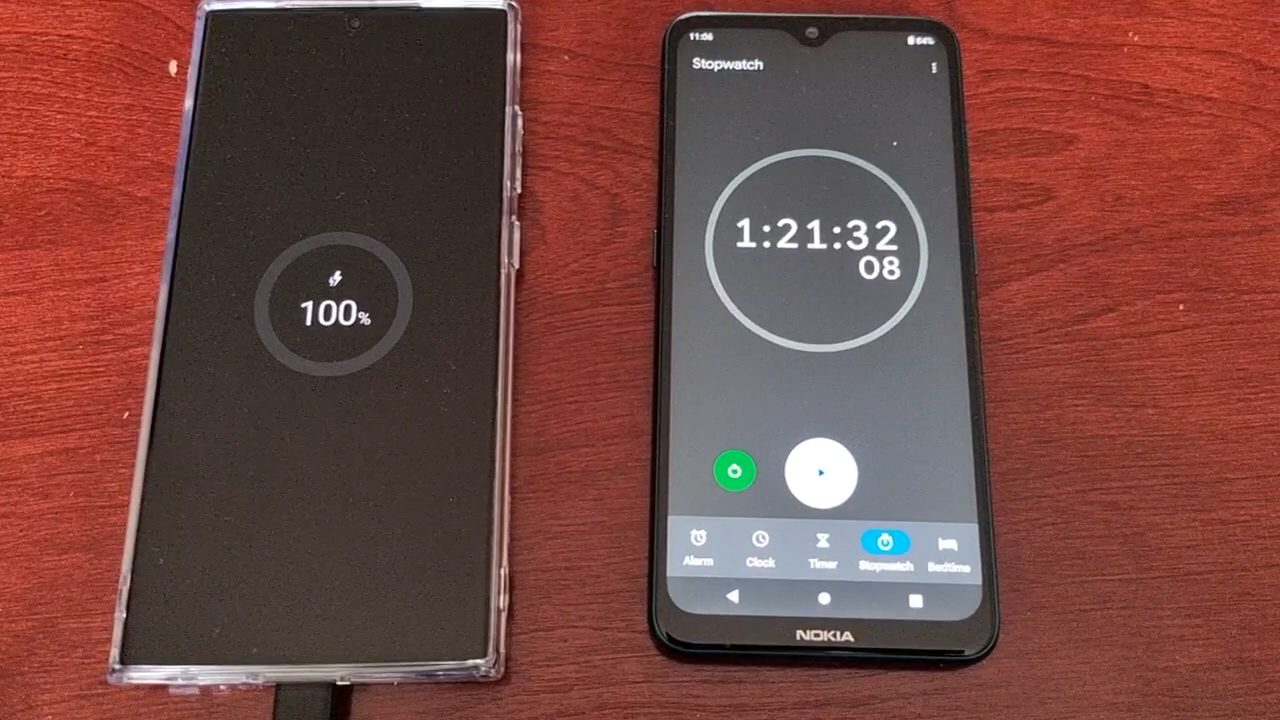 100%
11:06
64%
Stopwatch
1:21:32
08
Alarm
Clock
Timer
Stopwatch
Bedtime
NOKIA